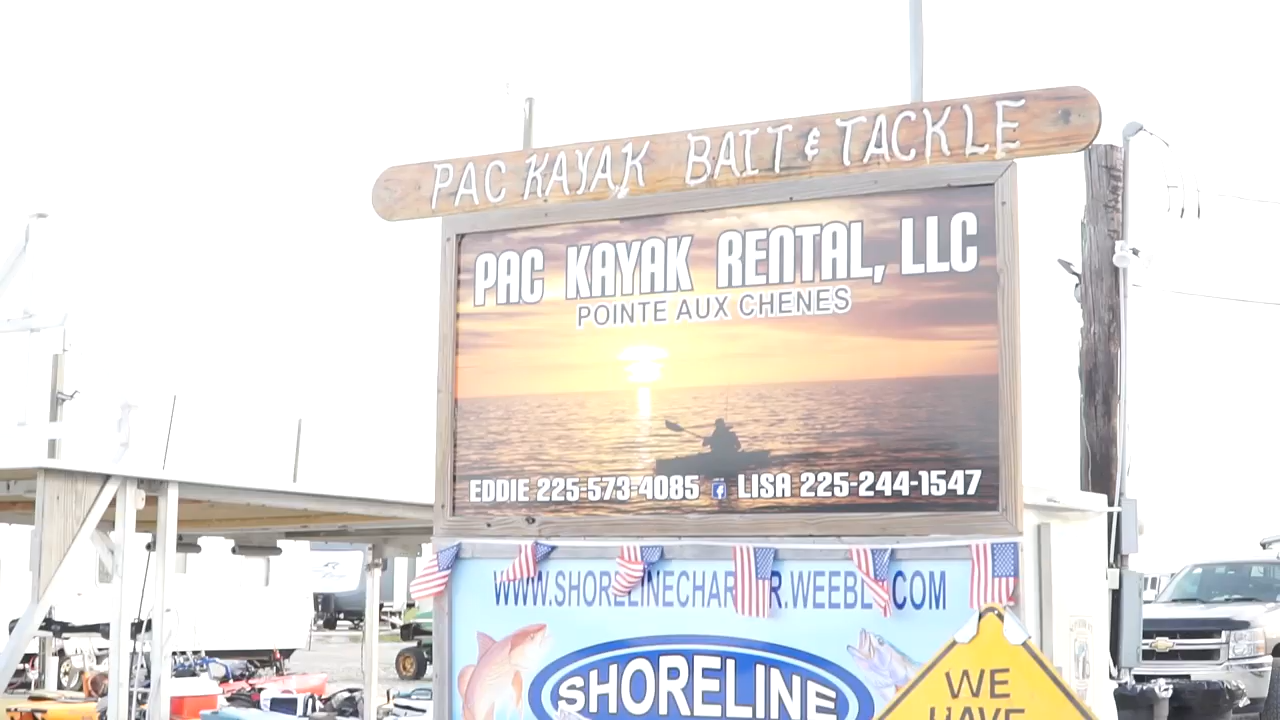 PAC KAYAK BAIT & TACKLE
PAC KAYAK RENTAL, LLC
POINTE AUX CHENES
EDDIE 225-573-4085 f LISA 225-244-1547
SHORELINE
WE
HAVE